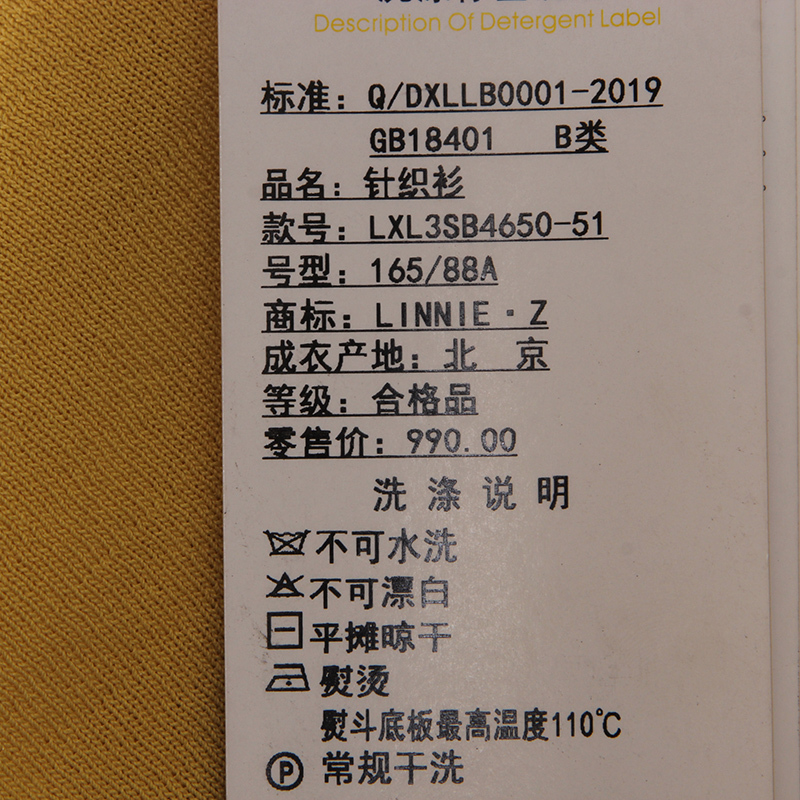 Description Of Detergent Label
标准：Q/DXLLB0001-2019
GB18401 B类
品名：针织衫
款号：LXL3SB4650-51
号型：165/88A
商标：LINNIE·Z
成衣产地：北 京
等级：合格品
零售价：990.00
洗 涤 说 明
不可水洗
不可漂白
平摊晾干
熨烫
熨斗底板最高温度110℃
P 常规干洗